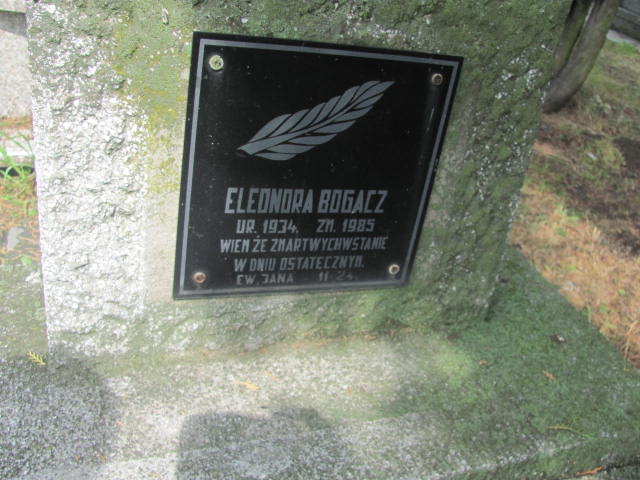 ELEONORA BOGACZ
UR. 1934, ZM. 1985
WIEM ŻE ZMARTWYCHWSTANIE
W DNIU OSTATECZNYM.
EW. JANA 11-24.